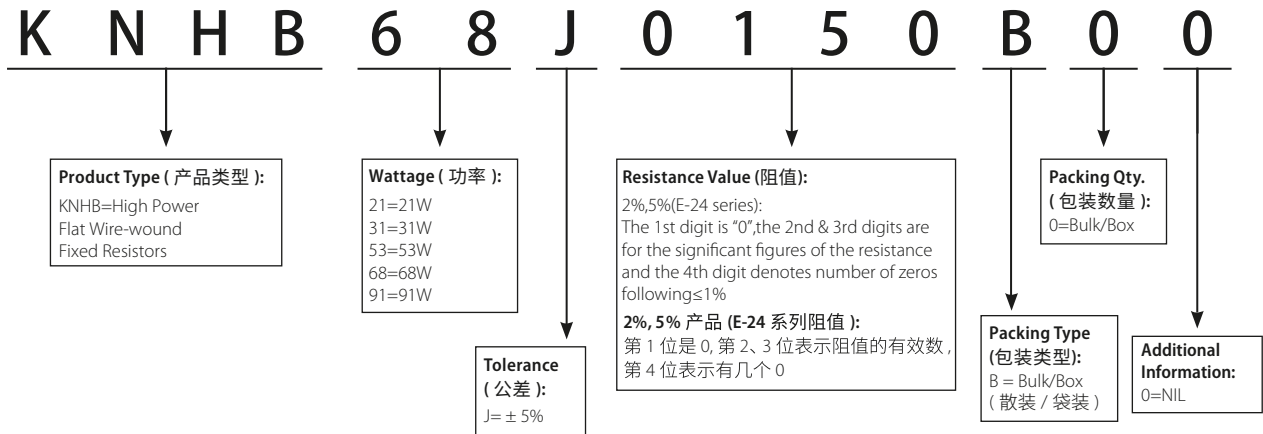 K N H B 6 8 J 0 1 5 0 B 0 0
Product Type ( 产品类型 ):
KNHB=High Power
Flat Wire-wound
Fixed Resistors
Wattage ( 功率 ):
21=21W
31=31W
53=53W
68=68W
91=91W
Tolerance
( 公差 ):
J= ± 5%
Resistance Value (阻值):
2%,5%(E-24 series):
The 1st digit is “0”,the 2nd & 3rd digits are
for the significant figures of the resistance
and the 4th digit denotes number of zeros
following≤1%
2%, 5% 产品 (E-24 系列阻值 ):
第 1 位是 0, 第 2、3 位表示阻值的有效数 ,
第 4 位表示有几个 0
Packing Type
(包装类型):
B = Bulk/Box
( 散装 / 袋装 )
Packing Qty.
( 包装数量 ):
0=Bulk/Box
Additional
Information:
0=NIL